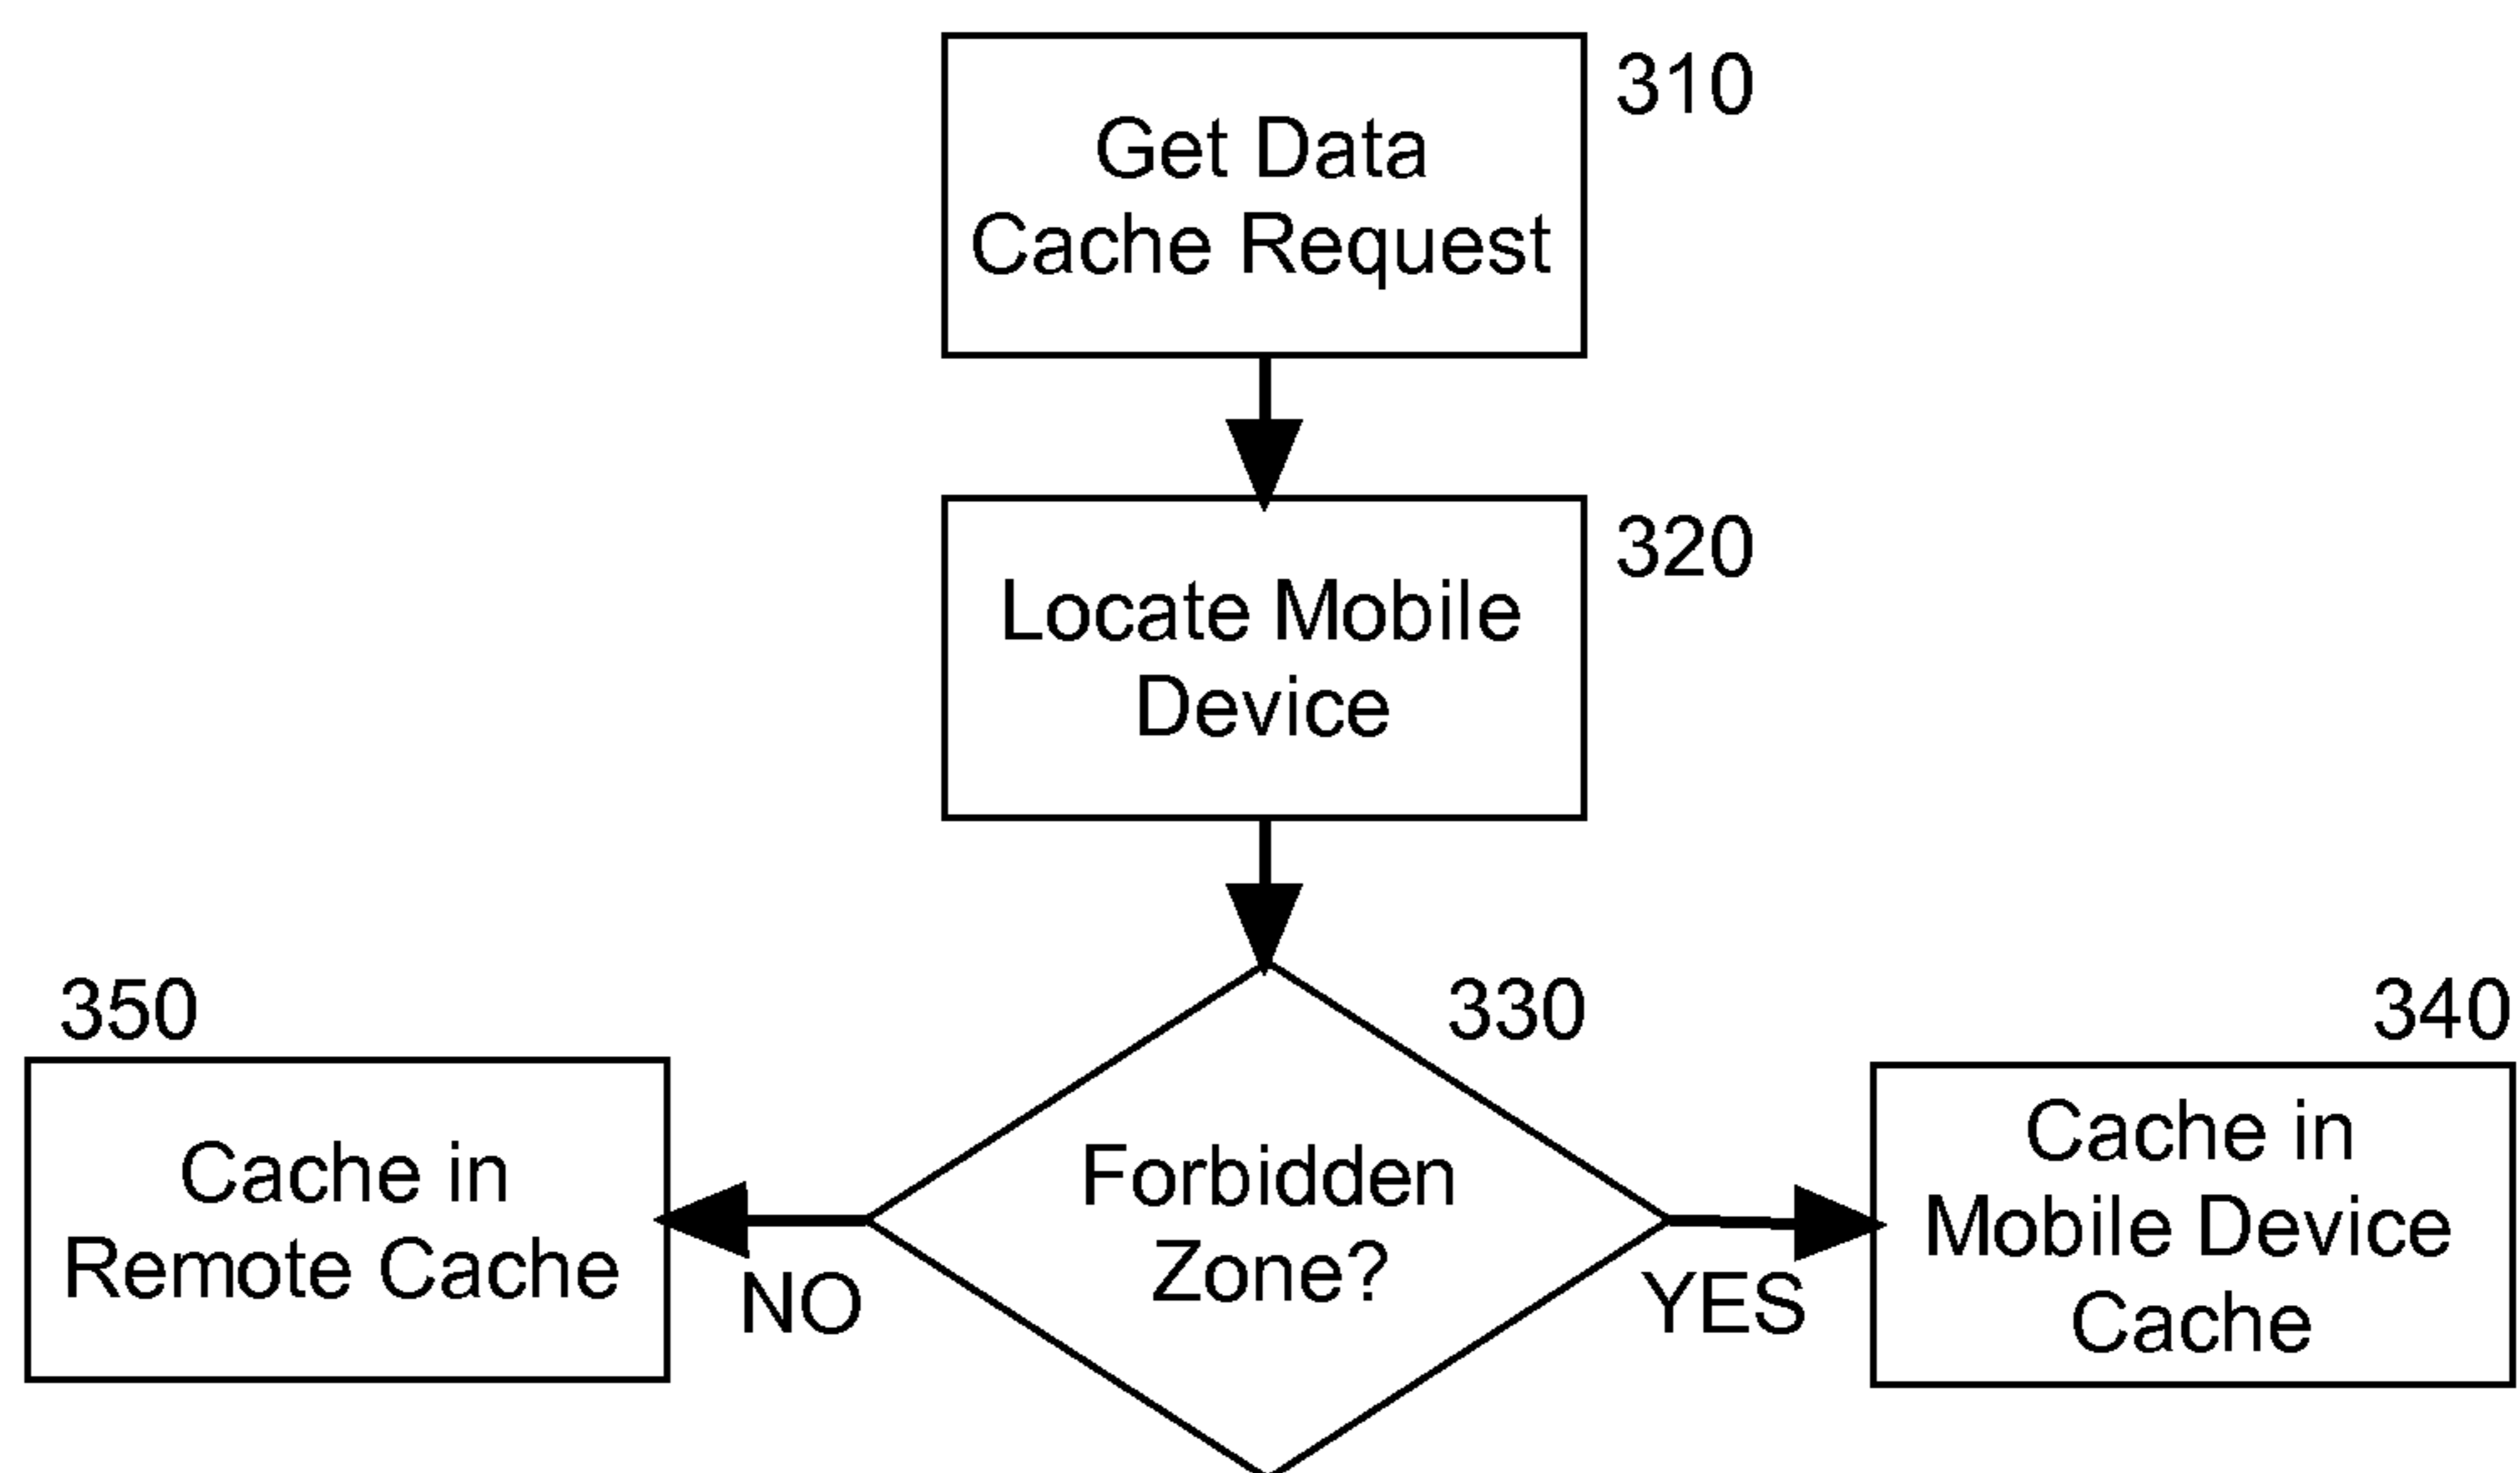 310
Get Data
Cache Request
320
Locate Mobile
Device
350
330
340
Cache in
Remote Cache
NO
Forbidden
Zone?
YES
Cache in
Mobile Device
Cache